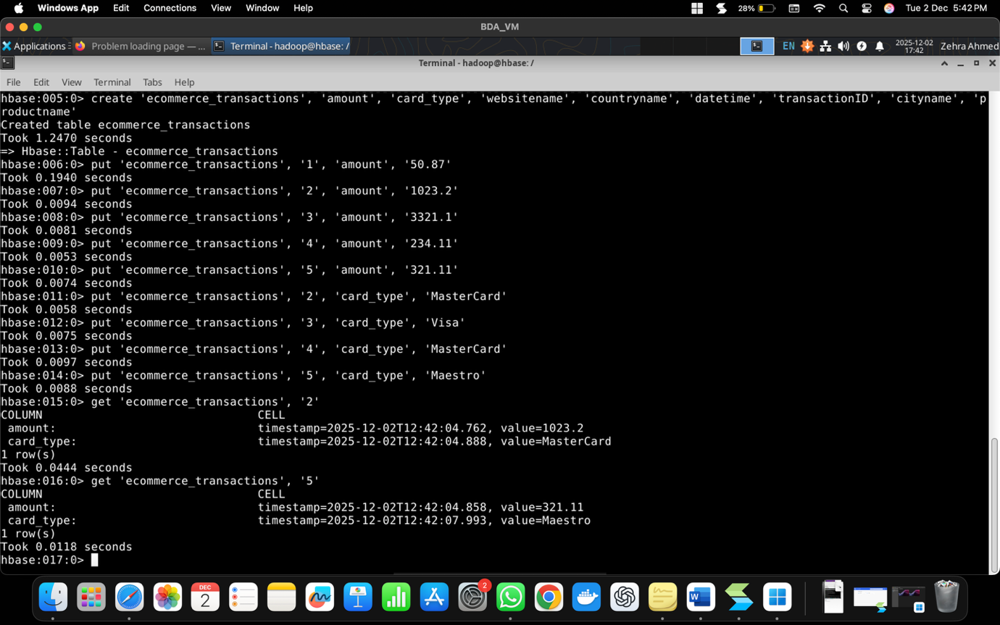 Windows App Edit Connections View Window Help 28% Tue 2 Dec 5:42 PM
BDA_VM
Applications Problem loading page — ... Terminal - hadoop@hbase: / EN 2025-12-02 17:42 Zehra Ahmed
Terminal - hadoop@hbase: /
File Edit View Terminal Tabs Help
hbase:005:0> create 'ecommerce_transactions', 'amount', 'card_type', 'websitename', 'countryname', 'datetime', 'transactionID', 'cityname', 'p
roductname'
Created table ecommerce_transactions
Took 1.2470 seconds
=> Hbase::Table - ecommerce_transactions
hbase:006:0> put 'ecommerce_transactions', '1', 'amount', '50.87'
Took 0.1940 seconds
hbase:007:0> put 'ecommerce_transactions', '2', 'amount', '1023.2'
Took 0.0094 seconds
hbase:008:0> put 'ecommerce_transactions', '3', 'amount', '3321.1'
Took 0.0081 seconds
hbase:009:0> put 'ecommerce_transactions', '4', 'amount', '234.11'
Took 0.0053 seconds
hbase:010:0> put 'ecommerce_transactions', '5', 'amount', '321.11'
Took 0.0074 seconds
hbase:011:0> put 'ecommerce_transactions', '2', 'card_type', 'MasterCard'
Took 0.0058 seconds
hbase:012:0> put 'ecommerce_transactions', '3', 'card_type', 'Visa'
Took 0.0075 seconds
hbase:013:0> put 'ecommerce_transactions', '4', 'card_type', 'MasterCard'
Took 0.0097 seconds
hbase:014:0> put 'ecommerce_transactions', '5', 'card_type', 'Maestro'
Took 0.0088 seconds
hbase:015:0> get 'ecommerce_transactions', '2'
COLUMN CELL
amount: timestamp=2025-12-02T12:42:04.762, value=1023.2
card_type: timestamp=2025-12-02T12:42:04.888, value=MasterCard
1 row(s)
Took 0.0444 seconds
hbase:016:0> get 'ecommerce_transactions', '5'
COLUMN CELL
amount: timestamp=2025-12-02T12:42:04.858, value=321.11
card_type: timestamp=2025-12-02T12:42:07.993, value=Maestro
1 row(s)
Took 0.0118 seconds
hbase:017:0>
DEC
2
2